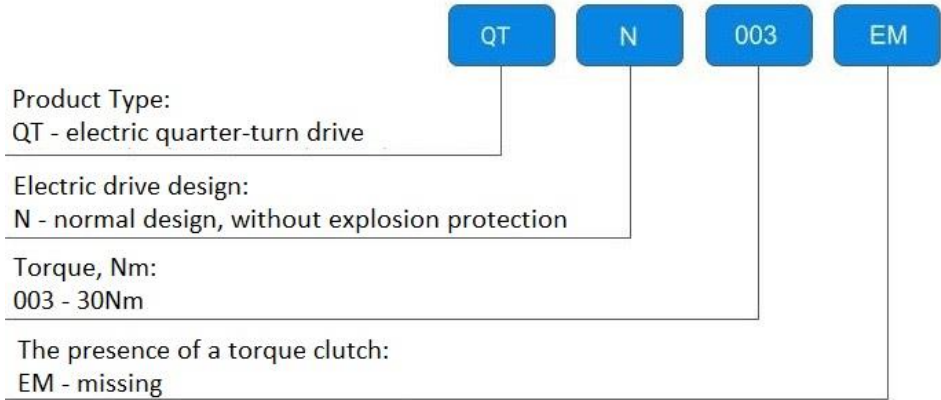 QT N 003 EM
Product Type:
QT - electric quarter-turn drive
Electric drive design:
N - normal design, without explosion protection
Torque, Nm:
003 - 30Nm
The presence of a torque clutch:
EM - missing